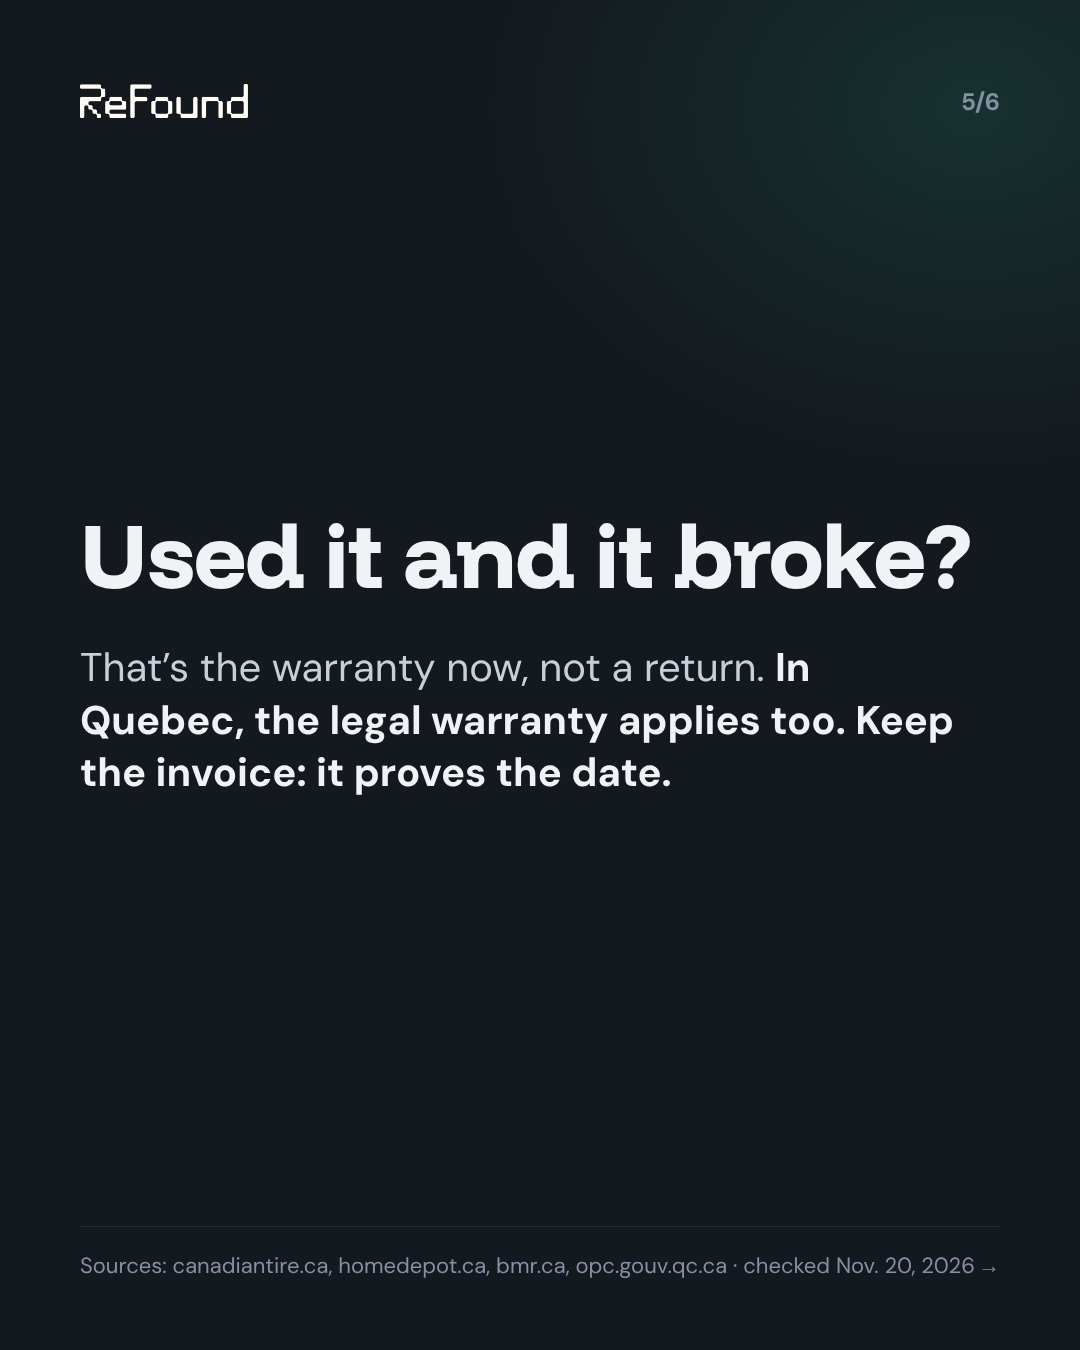 ReFound
5/6
Used it and it broke?
That’s the warranty now, not a return. In
Quebec, the legal warranty applies too. Keep
the invoice: it proves the date.
Sources: canadiantire.ca, homedepot.ca, bmr.ca, opc.gouv.qc.ca · checked Nov. 20, 2026 →